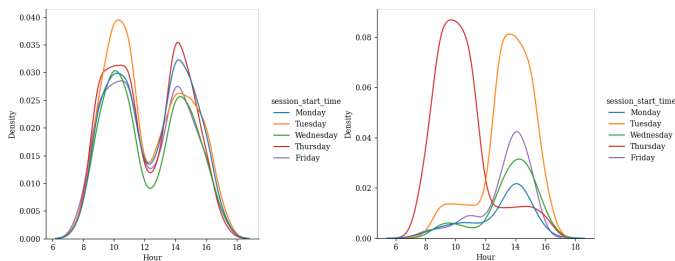 0.040
0.035
0.030
0.025
0.020
0.015
0.010
0.005
0.000
Density
6 8 10 12 14 16 18
Hour
session_start_time
Monday
Tuesday
Wednesday
Thursday
Friday
0.08
0.06
0.04
0.02
0.00
Density
6 8 10 12 14 16 18
Hour
session_start_time
Monday
Tuesday
Wednesday
Thursday
Friday